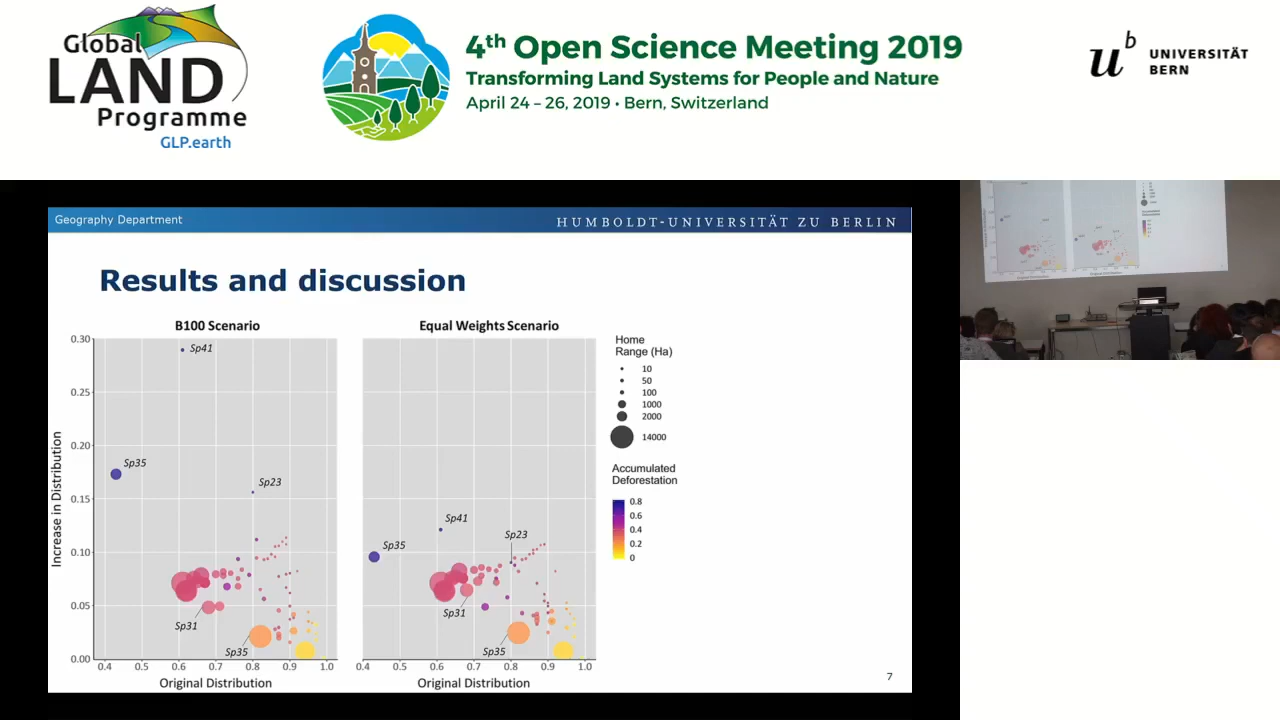 Global
LAND
Programme
GLP.earth
4th Open Science Meeting 2019
Transforming Land Systems for People and Nature
April 24 – 26, 2019 • Bern, Switzerland
u b
UNIVERSITÄT
BERN
Geography Department
HUMBOLDT-UNIVERSITÄT ZU BERLIN
Results and discussion
B100 Scenario
Equal Weights Scenario
Increase in Distribution
0.30
0.25
0.20
0.15
0.10
0.05
0.00
Sp41
Sp35
Sp23
Sp31
Sp35
0.4 0.5 0.6 0.7 0.8 0.9 1.0
Original Distribution
Sp41
Sp23
Sp35
Sp31
Sp35
0.4 0.5 0.6 0.7 0.8 0.9 1.0
Original Distribution
Home
Range (Ha)
10
50
100
1000
2000
14000
Accumulated
Deforestation
0.8
0.6
0.4
0.2
0
7